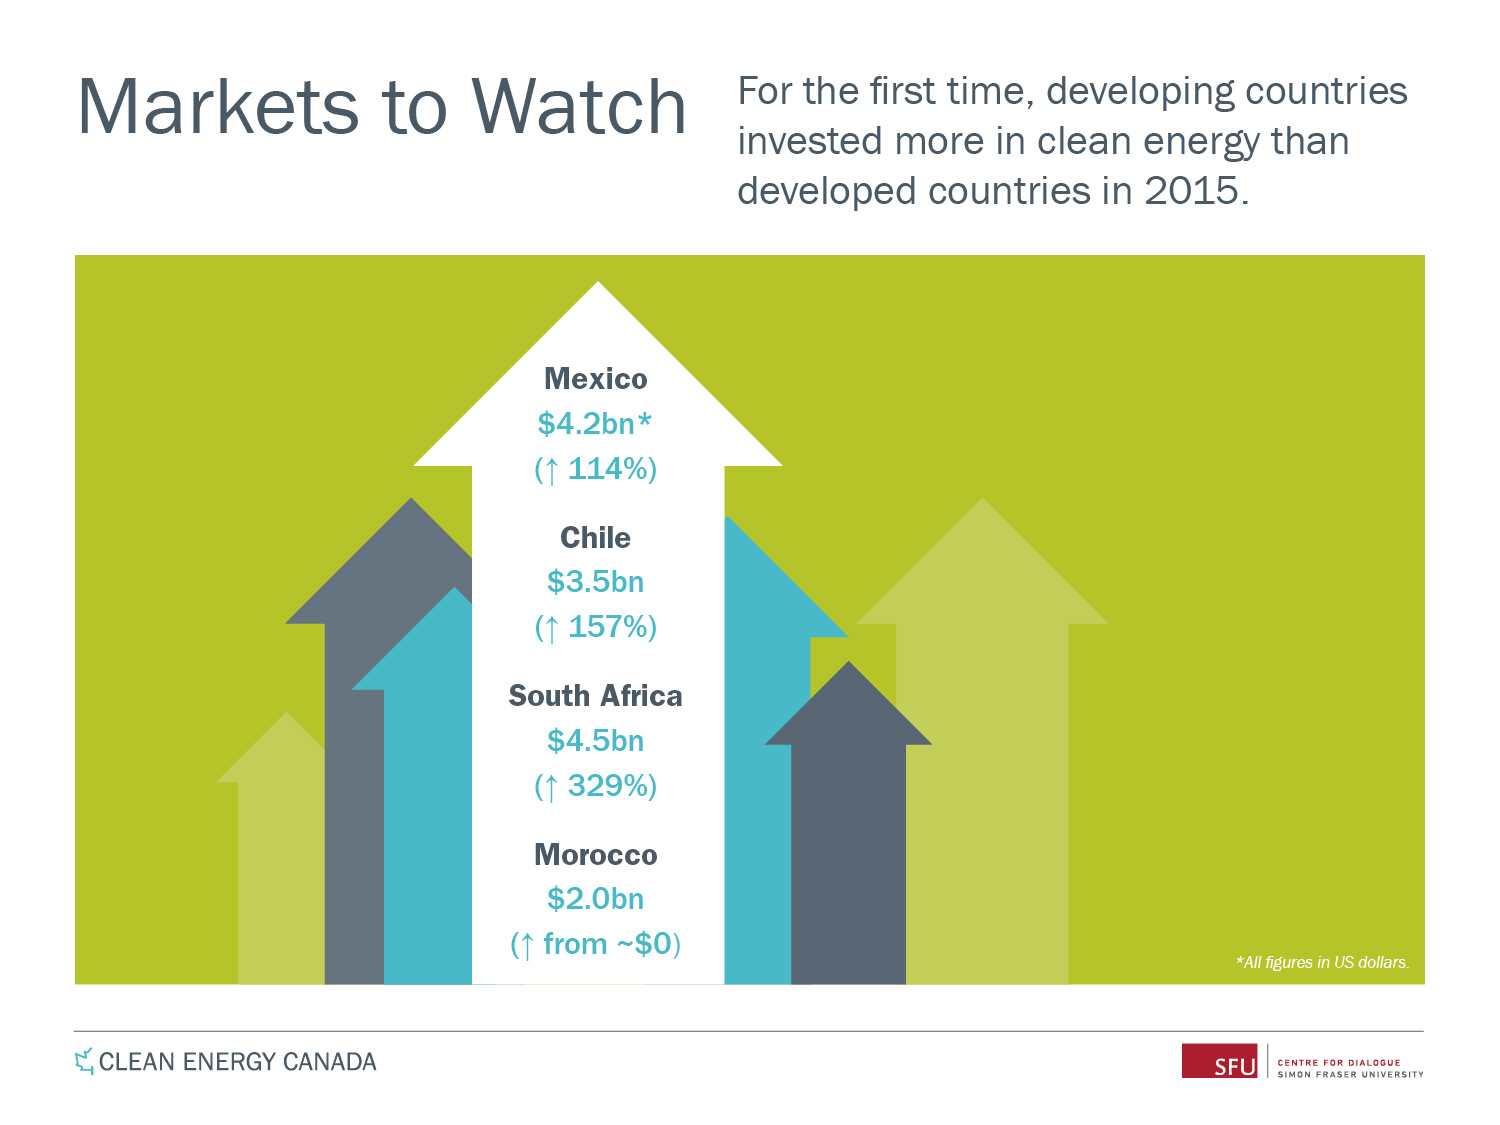 Markets to Watch
For the first time, developing countries
invested more in clean energy than
developed countries in 2015.
Mexico
$4.2bn*
(↑ 114%)
Chile
$3.5bn
(↑ 157%)
South Africa
$4.5bn
(↑ 329%)
Morocco
$2.0bn
(↑ from ~$0)
*All figures in US dollars.
CLEAN ENERGY CANADA
SFU
CENTRE FOR DIALOGUE
SIMON FRASER UNIVERSITY